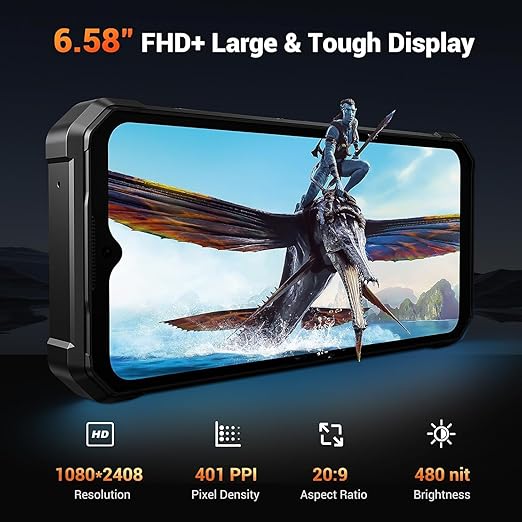 6.58" FHD+ Large & Tough Display
HD
1080*2408
Resolution
401 PPI
Pixel Density
20:9
Aspect Ratio
480 nit
Brightness